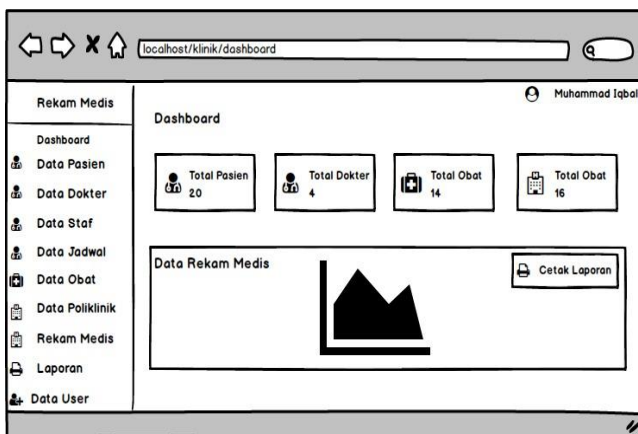 localhost/klinik/dashboard
Rekam Medis
Muhammad Iqbal
Dashboard
Dashboard
Data Pasien
Data Dokter
Data Staf
Data Jadwal
Data Obat
Data Poliklinik
Rekam Medis
Laporan
Data User
Total Pasien
20
Total Dokter
4
Total Obat
14
Total Obat
16
Data Rekam Medis
Cetak Laporan